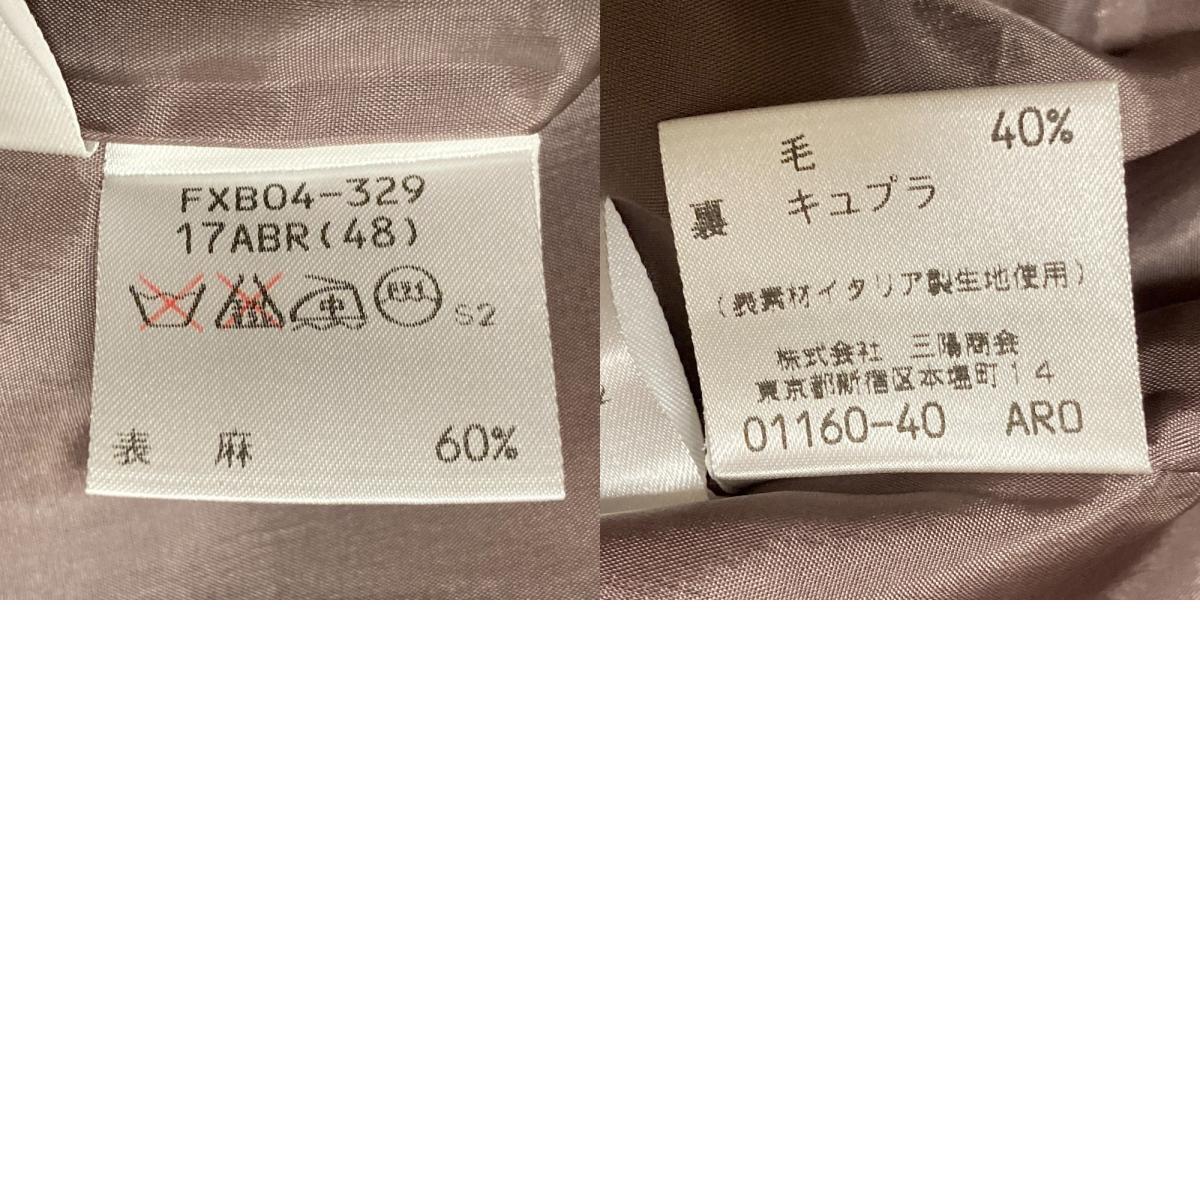 FXB04-329
17ABR(48)
S2
表 麻 60%
毛 40%
裏 キュプラ
(表素材イタリア製生地使用)
株式会社 三陽商会
東京都新宿区本塩町14
01160-40 ARO